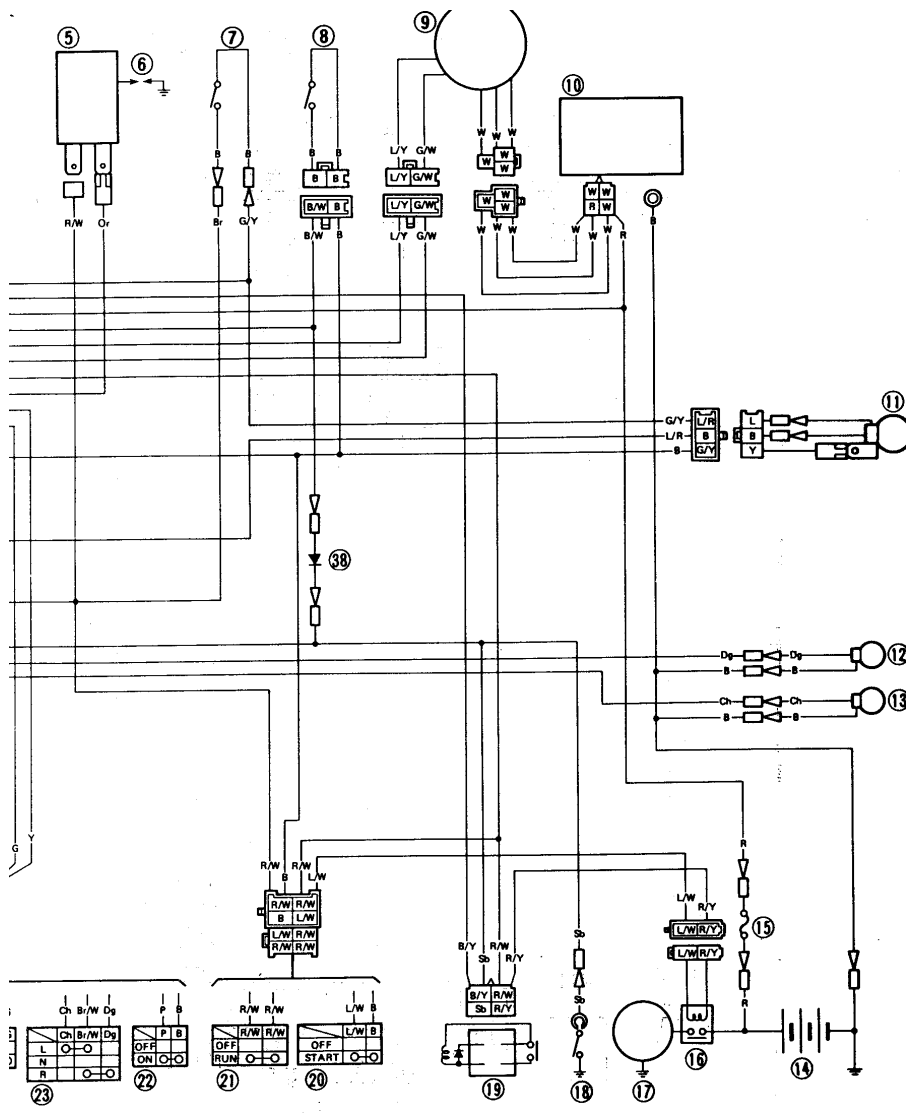 5
6
7
8
9
10
B
B
B
B
L/Y
G/W
W
W
W
B B
L/Y G/W
W W
W
B/W B
L/Y G/W
W W
W
W W
R W
R/W
Or
Br
G/Y
B/W
B
L/Y
G/W
W
W
W
W
W
W
R
B
11
G/Y
L/R
L
L/R
B
B
B
G/Y
Y
38
Dg
Dg
12
B
B
Ch
Ch
13
B
B
G
Y
R/W
B
R/W
L/W
R/W R/W
B L/W
L/W R/W
R/W R/W
L/W
R/Y
R
L/W R/Y
L/W R/Y
15
B/Y
Sb
R/W
R/Y
Sb
Sb
R
B/Y R/W
Sb R/Y
Ch Br/W Dg
P B
R/W R/W
L/W B
Ch Br/W Dg
L
N
R
P B
OFF
ON
R/W R/W
OFF
RUN
L/W B
OFF
START
23
22
21
20
19
18
17
16
14